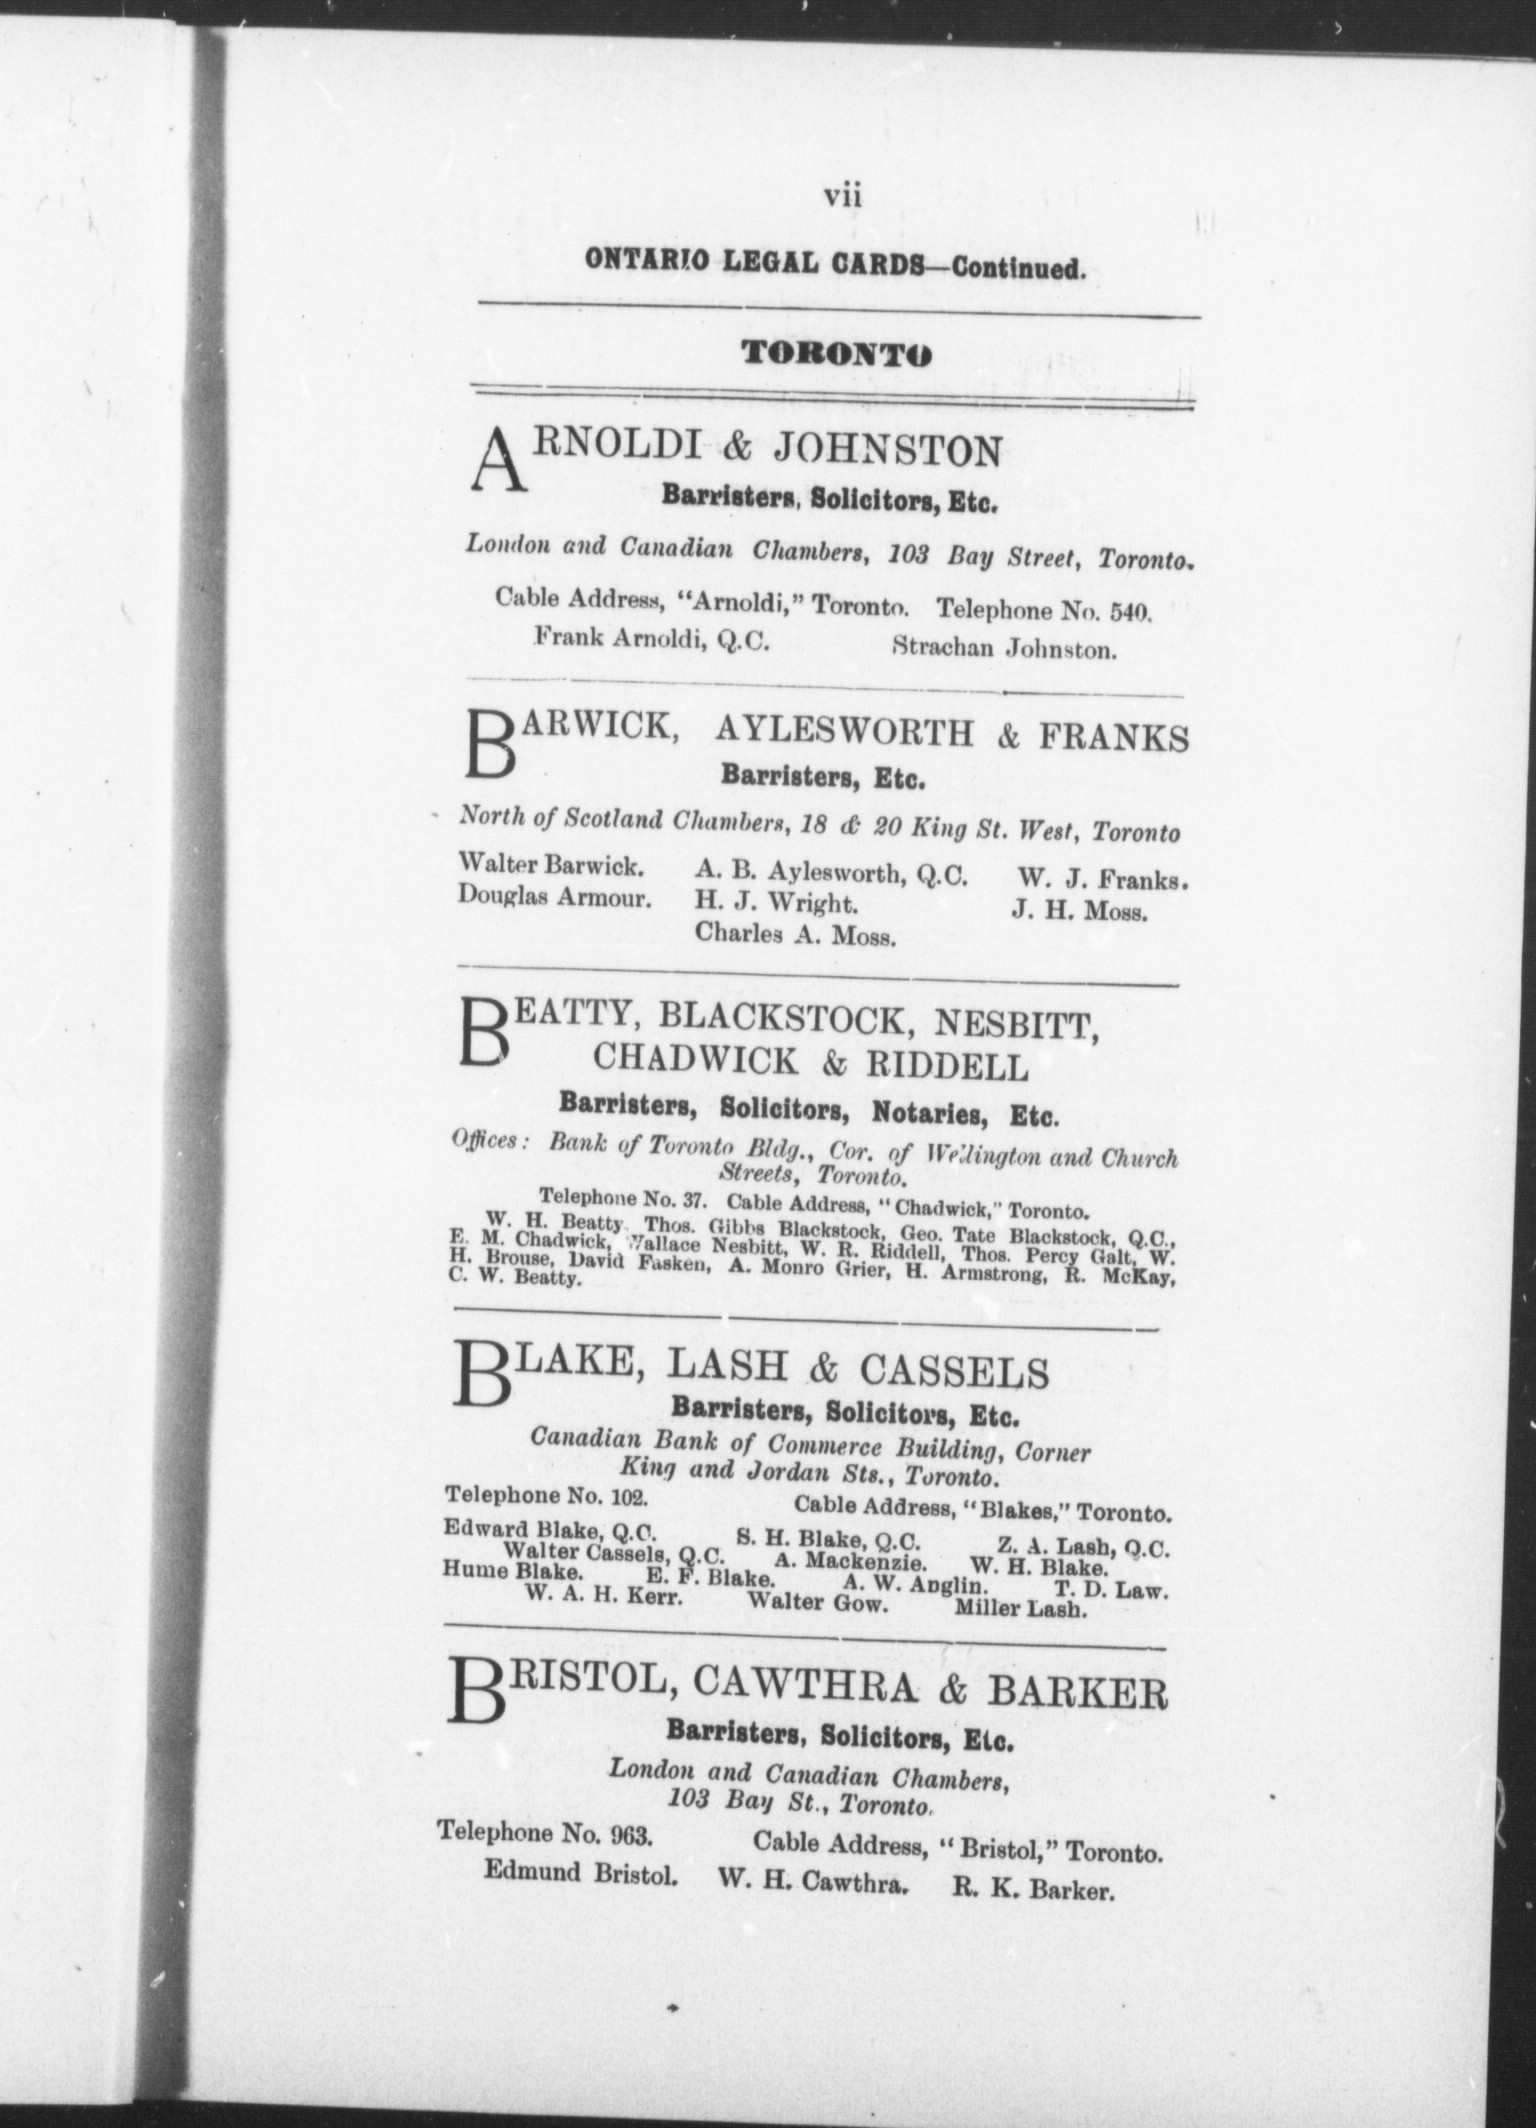 vii
ONTARIO LEGAL CARDS—Continued.
TORONTO
ARNOLDI & JOHNSTON
Barristers, Solicitors, Etc.
London and Canadian Chambers, 103 Bay Street, Toronto.
Cable Address, "Arnoldi," Toronto. Telephone No. 540.
Frank Arnoldi, Q.C. Strachan Johnston.
BARWICK, AYLESWORTH & FRANKS
Barristers, Etc.
North of Scotland Chambers, 18 & 20 King St. West, Toronto
Walter Barwick. A. B. Aylesworth, Q.C. W. J. Franks.
Douglas Armour. H. J. Wright. J. H. Moss.
Charles A. Moss.
BEATTY, BLACKSTOCK, NESBITT,
CHADWICK & RIDDELL
Barristers, Solicitors, Notaries, Etc.
Offices: Bank of Toronto Bldg., Cor. of Wellington and Church
Streets, Toronto.
Telephone No. 37. Cable Address, "Chadwick," Toronto.
W. H. Beatty, Thos. Gibbs Blackstock, Geo. Tate Blackstock, Q.C.,
E. M. Chadwick, Wallace Nesbitt, W. R. Riddell, Thos. Percy Galt, W.
H. Brouse, David Fasken, A. Monro Grier, H. Armstrong, R. McKay,
C. W. Beatty.
BLAKE, LASH & CASSELS
Barristers, Solicitors, Etc.
Canadian Bank of Commerce Building, Corner
King and Jordan Sts., Toronto.
Telephone No. 102. Cable Address, "Blakes," Toronto.
Edward Blake, Q.C. S. H. Blake, Q.C. Z. A. Lash, Q.C.
Walter Cassels, Q.C. A. Mackenzie. W. H. Blake.
Hume Blake. E. F. Blake. A. W. Anglin. T. D. Law.
W. A. H. Kerr. Walter Gow. Miller Lash.
BRISTOL, CAWTHRA & BARKER
Barristers, Solicitors, Etc.
London and Canadian Chambers,
103 Bay St., Toronto.
Telephone No. 963. Cable Address, "Bristol," Toronto.
Edmund Bristol. W. H. Cawthra. R. K. Barker.